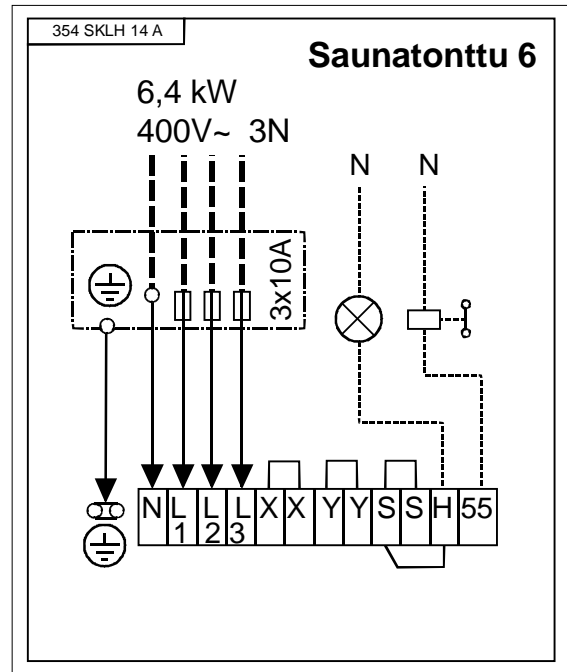 354 SKLH 14 A
Saunatonttu 6
6,4 kW
400V~ 3N
N N
3x10A
N L1 L2 L3 X X Y Y S S H 55